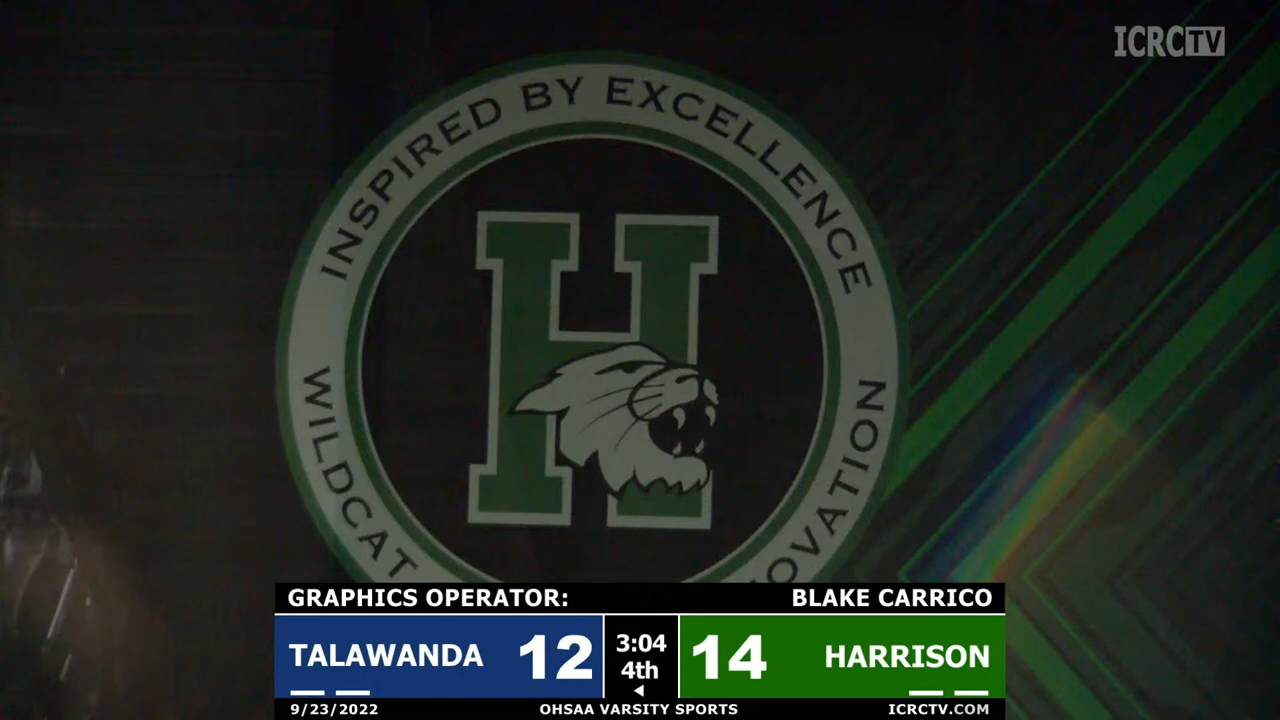 ICRCTV
INSPIRED BY EXCELLENCE
H
WILDCAT
GRAPHICS OPERATOR: BLAKE CARRICO
TALAWANDA 12 3:04 14 HARRISON
4th
9/23/2022 OHSAA VARSITY SPORTS ICRCTV.COM